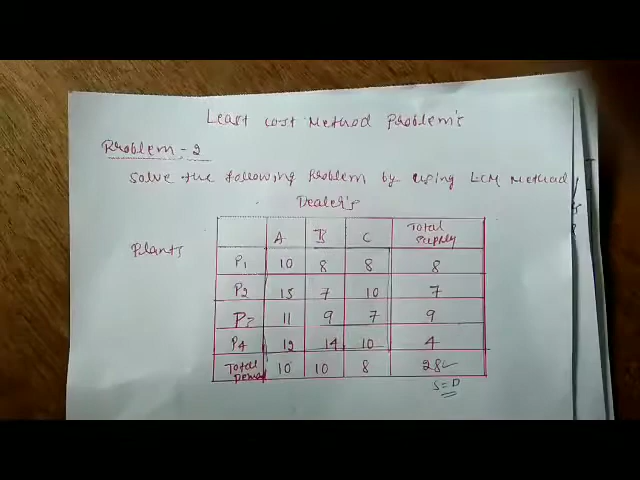 Least cost Method Problem's
Problem - 2
Solve the following Problem by using LCM Method
Dealer's
Plants
A B C Total Supply
P1 10 8 8 8
P2 15 7 10 7
P3 11 9 7 9
P4 12 14 10 4
Total Demand 10 10 8 28
S=D